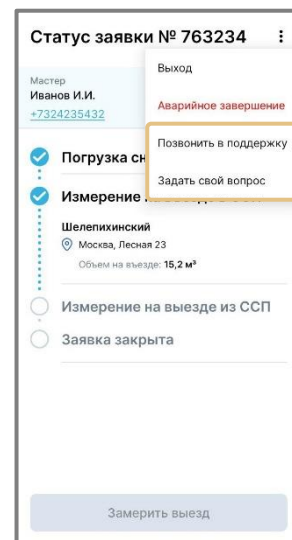 Статус заявки № 763234
Мастер
Иванов И.И.
+7324235432
Выход
Аварийное завершение
Позвонить в поддержку
Задать свой вопрос
Погрузка сн
Измерение
Шелепихинский
Москва, Лесная 23
Объем на въезде: 15,2 м³
Измерение на выезде из ССП
Заявка закрыта
Замерить выезд